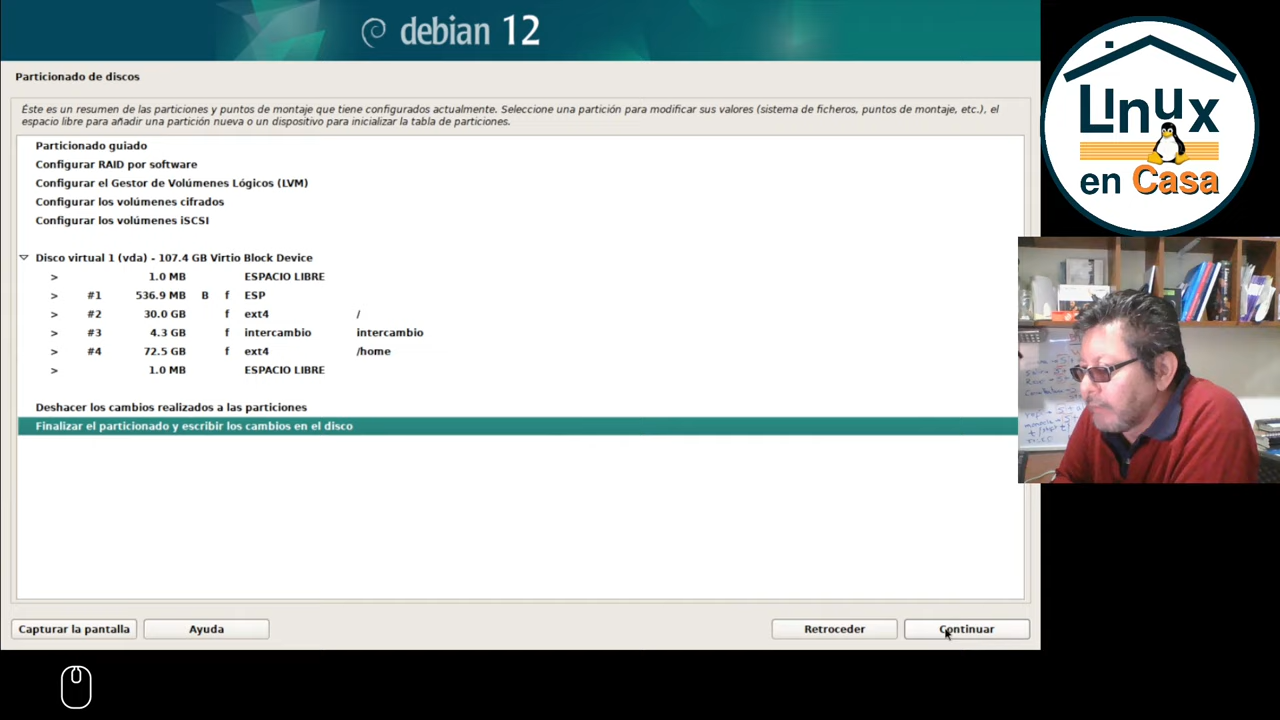 debian 12
Particionado de discos
Éste es un resumen de las particiones y puntos de montaje que tiene configurados actualmente. Seleccione una partición para modificar sus valores (sistema de ficheros, puntos de montaje, etc.), el
espacio libre para añadir una partición nueva o un dispositivo para inicializar la tabla de particiones.
Particionado guiado
Configurar RAID por software
Configurar el Gestor de Volúmenes Lógicos (LVM)
Configurar los volúmenes cifrados
Configurar los volúmenes iSCSI
Disco virtual 1 (vda) - 107.4 GB Virtio Block Device
> 1.0 MB ESPACIO LIBRE
> #1 536.9 MB B f ESP
> #2 30.0 GB f ext4 /
> #3 4.3 GB f intercambio intercambio
> #4 72.5 GB f ext4 /home
> 1.0 MB ESPACIO LIBRE
Deshacer los cambios realizados a las particiones
Finalizar el particionado y escribir los cambios en el disco
Capturar la pantalla Ayuda Retroceder Continuar
Linux
en Casa